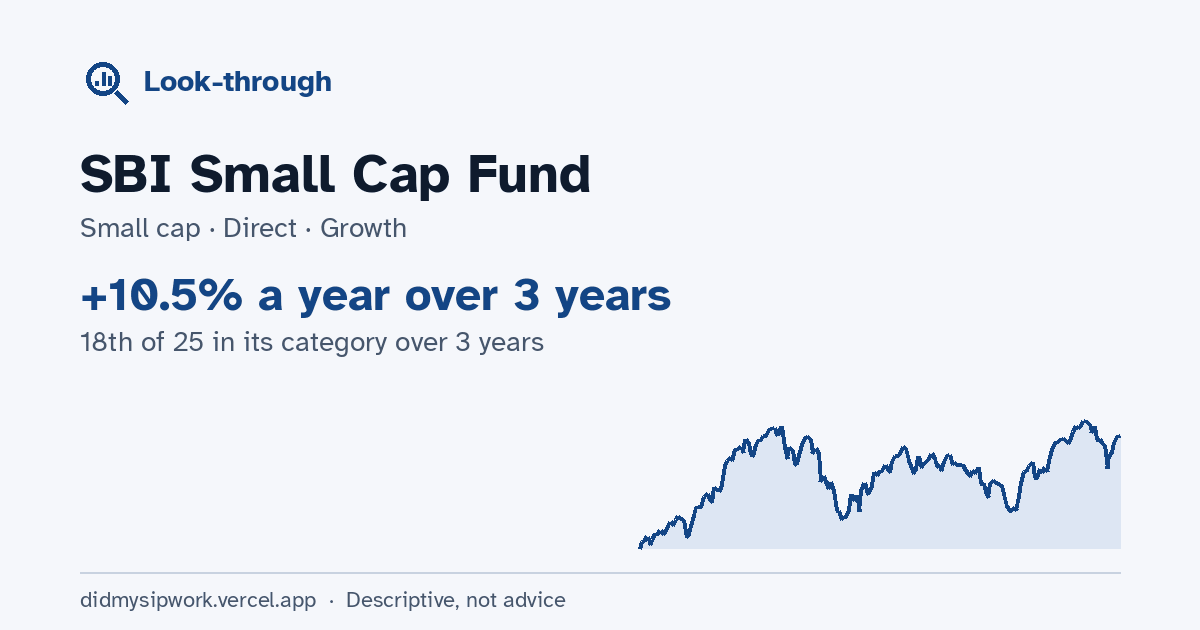 Look-through
SBI Small Cap Fund
Small cap · Direct · Growth
+10.5% a year over 3 years
18th of 25 in its category over 3 years
didmysipwork.vercel.app · Descriptive, not advice